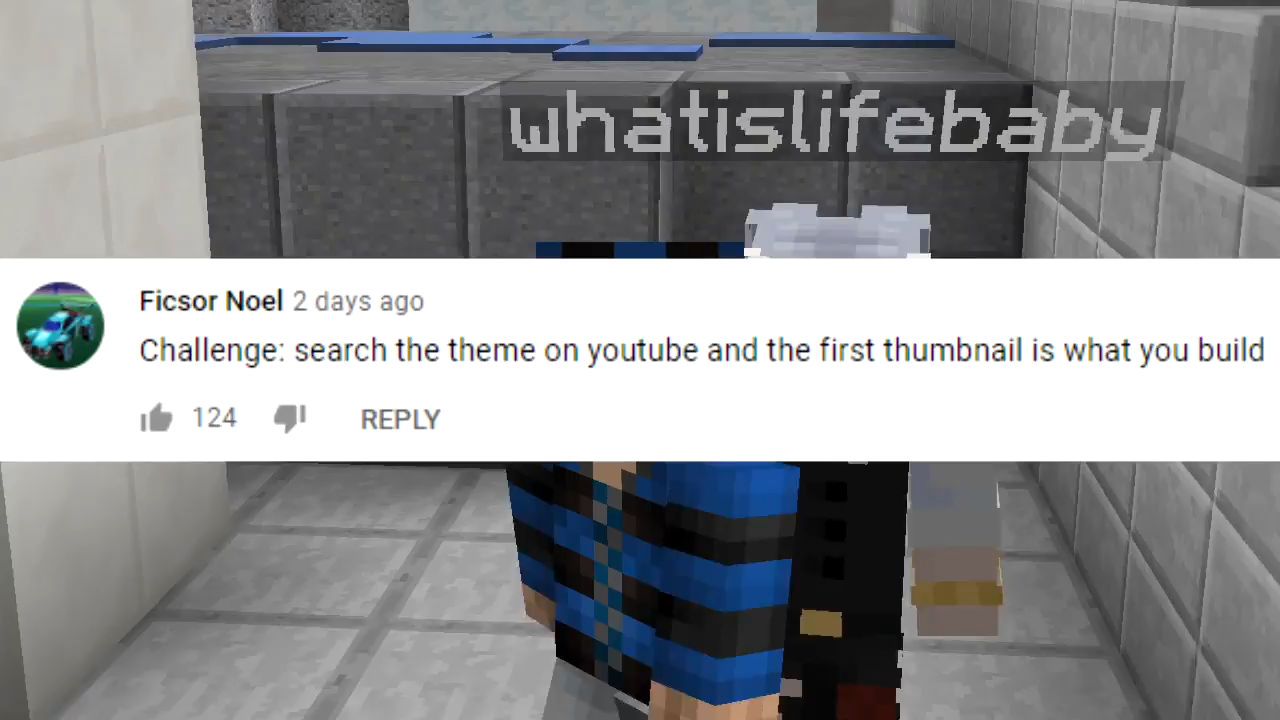 whatislifebaby
Ficsor Noel 2 days ago
Challenge: search the theme on youtube and the first thumbnail is what you build
124 REPLY